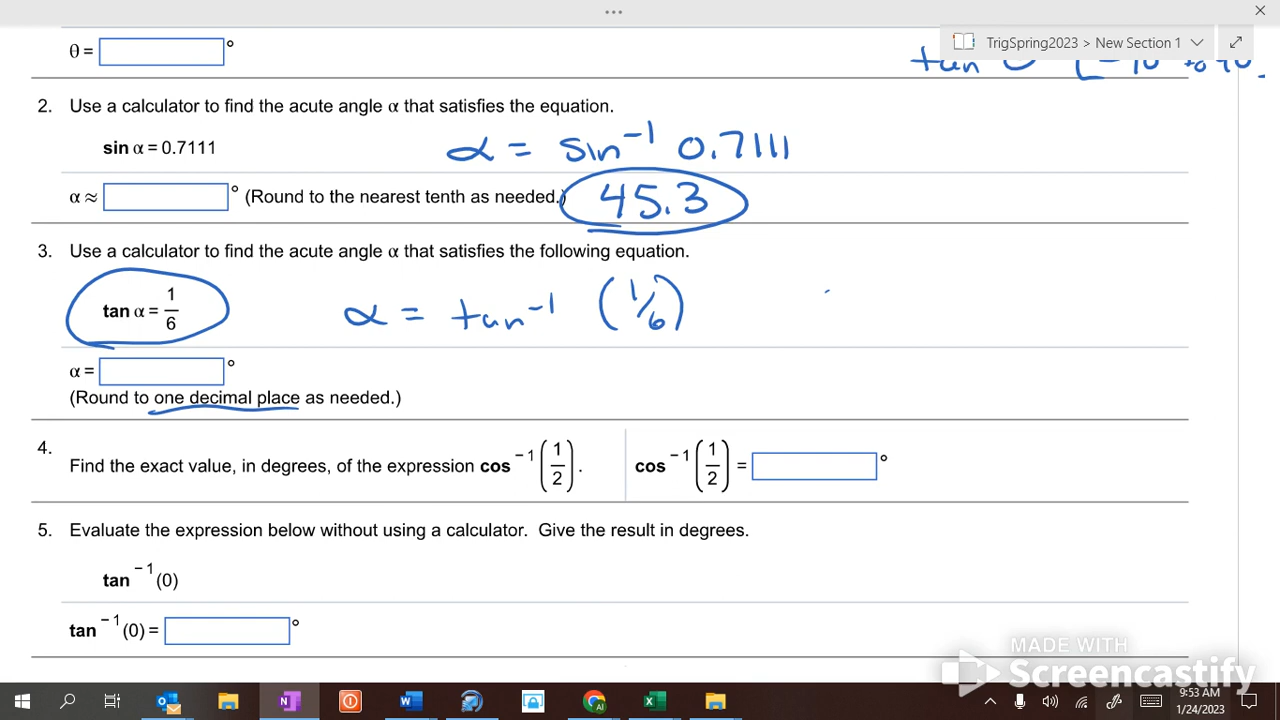 TrigSpring2023 > New Section 1
θ = °
tan
2. Use a calculator to find the acute angle α that satisfies the equation.
sin α = 0.7111
α = sin⁻¹ 0.7111
α ≈ ° (Round to the nearest tenth as needed.)
45.3
3. Use a calculator to find the acute angle α that satisfies the following equation.
tan α = 1/6
α = tan⁻¹ (1/6)
α = °
(Round to one decimal place as needed.)
4. Find the exact value, in degrees, of the expression cos⁻¹(1/2).
cos⁻¹(1/2) = °
5. Evaluate the expression below without using a calculator. Give the result in degrees.
tan⁻¹(0)
tan⁻¹(0) = °
MADE WITH
Screencastify
9:53 AM
1/24/2023